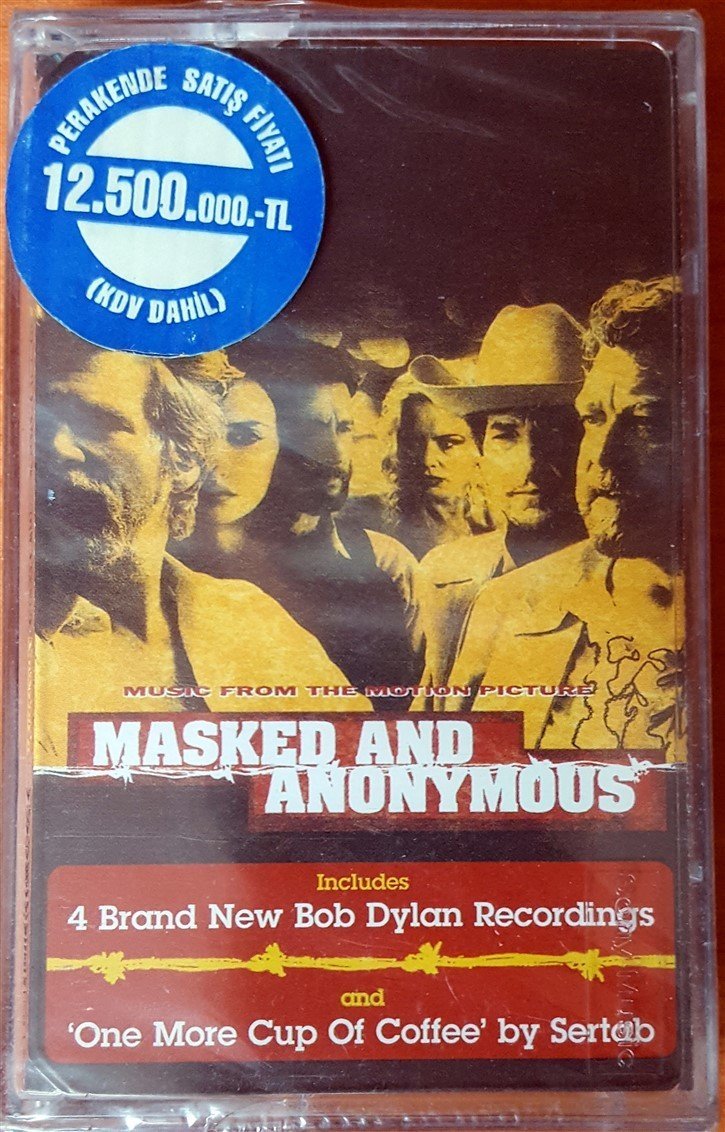 PERAKENDE SATIŞ FİYATI
12.500.000.-TL
(KDV DAHİL)
MUSIC FROM THE MOTION PICTURE
MASKED AND
ANONYMOUS
Includes
4 Brand New Bob Dylan Recordings
and
'One More Cup Of Coffee' by Sertab